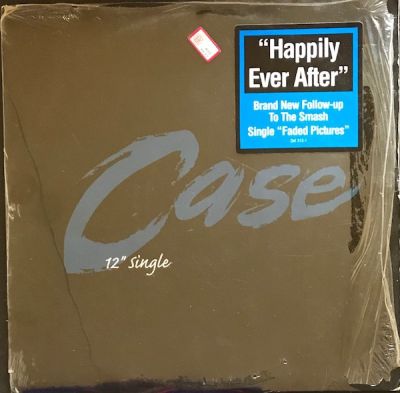 “Happily
Ever After”
Brand New Follow-up
To The Smash
Single “Faded Pictures”
Case
12" Single